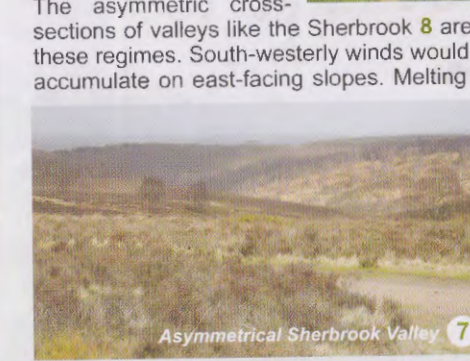 The asymmetric cross-
sections of valleys like the Sherbrook 8 are
these regimes. South-westerly winds would
accumulate on east-facing slopes. Melting
Asymmetrical Sherbrook Valley 7